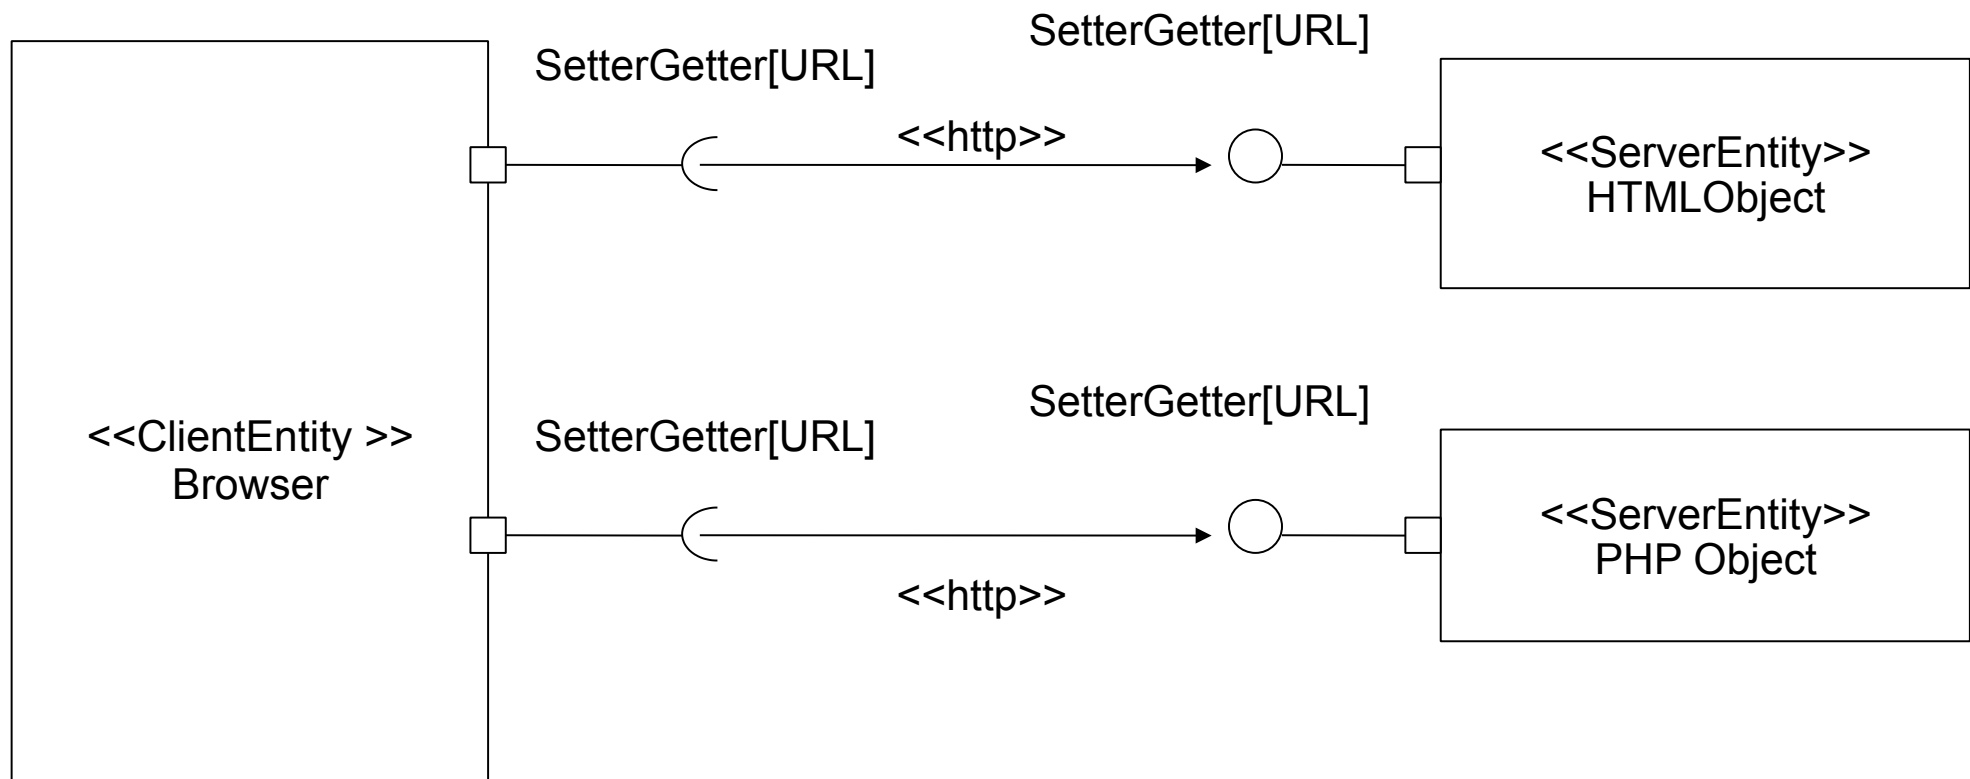 SetterGetter[URL]
SetterGetter[URL]
<<http>>
<<ServerEntity>>
HTMLObject
SetterGetter[URL]
<<ClientEntity >>
Browser
SetterGetter[URL]
<<ServerEntity>>
PHP Object
<<http>>